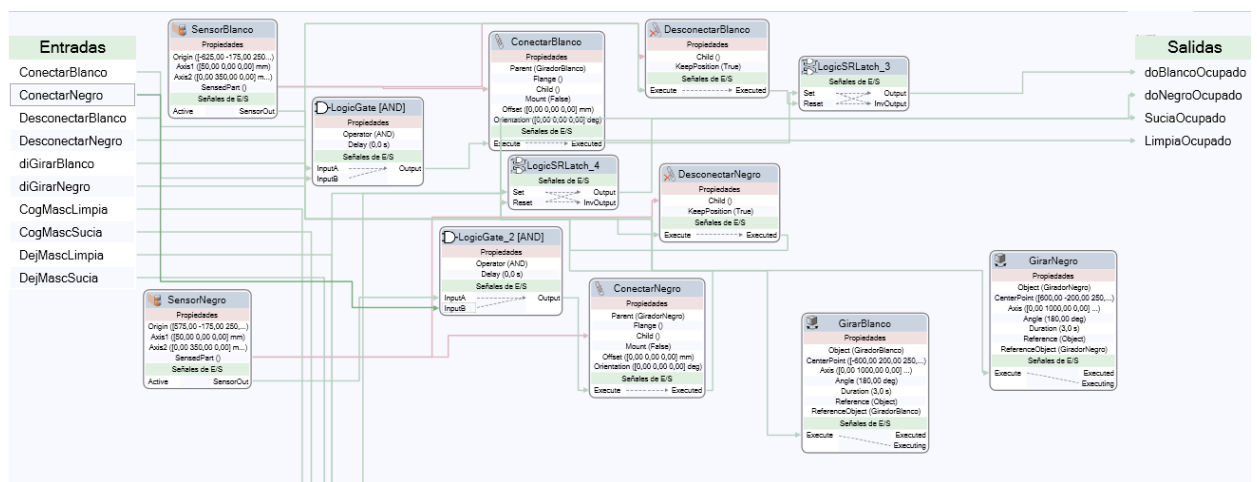 Entradas
ConectarBlanco
ConectarNegro
DesconectarBlanco
DesconectarNegro
diGirarBlanco
diGirarNegro
CogMascLimpia
CogMascSucia
DejMascLimpia
DejMascSucia
SensorBlanco
Propiedades
Origin ([-625,00 -175,00 250...)
Axis1 ([50,00 0,00 0,00] mm)
Axis2 ([0,00 350,00 0,00] m...)
SensedPart ()
Señales de E/S
Active SensorOut
LogicGate [AND]
Propiedades
Operator (AND)
Delay (0,0 s)
Señales de E/S
InputA Output
InputB
ConectarBlanco
Propiedades
Parent (GiradorBlanco)
Flange ()
Child ()
Mount (False)
Offset ([0,00 0,00 0,00] mm)
Orientation ([0,00 0,00 0,00] deg)
Señales de E/S
Execute Executed
DesconectarBlanco
Propiedades
Child ()
KeepPosition (True)
Señales de E/S
Execute Executed
LogicSRLatch_3
Señales de E/S
Set Output
Reset InvOutput
Salidas
doBlancoOcupado
doNegroOcupado
SuciaOcupado
LimpiaOcupado
LogicSRLatch_4
Señales de E/S
Set Output
Reset InvOutput
DesconectarNegro
Propiedades
Child ()
KeepPosition (True)
Señales de E/S
Execute Executed
SensorNegro
Propiedades
Origin ([575,00 -175,00 250,...)
Axis1 ([50,00 0,00 0,00] mm)
Axis2 ([0,00 350,00 0,00] m...)
SensedPart ()
Señales de E/S
Active SensorOut
LogicGate_2 [AND]
Propiedades
Operator (AND)
Delay (0,0 s)
Señales de E/S
InputA Output
InputB
ConectarNegro
Propiedades
Parent (GiradorNegro)
Flange ()
Child ()
Mount (False)
Offset ([0,00 0,00 0,00] mm)
Orientation ([0,00 0,00 0,00] deg)
Señales de E/S
Execute Executed
GirarBlanco
Propiedades
Object (GiradorBlanco)
CenterPoint ([-600,00 200,00 250,...)
Axis ([0,00 1000,00 0,00] ...)
Angle (180,00 deg)
Duration (3,0 s)
Reference (Object)
ReferenceObject (GiradorBlanco)
Señales de E/S
Execute Executed
Executing
GirarNegro
Propiedades
Object (GiradorNegro)
CenterPoint ([600,00 -200,00 250,...)
Axis ([0,00 1000,00 0,00] ...)
Angle (180,00 deg)
Duration (3,0 s)
Reference (Object)
ReferenceObject (GiradorNegro)
Señales de E/S
Execute Executed
Executing